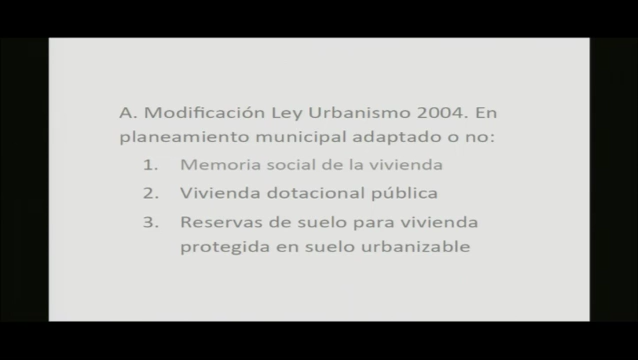 A. Modificación Ley Urbanismo 2004. En
planeamiento municipal adaptado o no:
1. Memoria social de la vivienda
2. Vivienda dotacional pública
3. Reservas de suelo para vivienda
protegida en suelo urbanizable